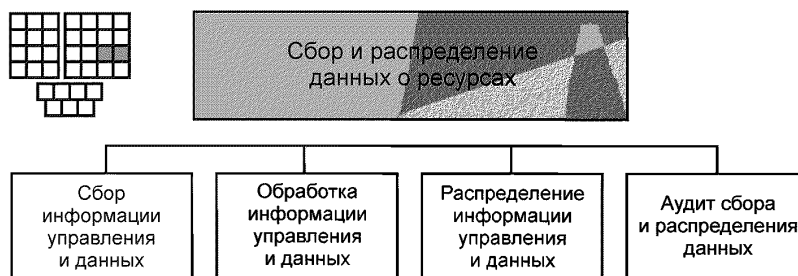 Сбор и распределение
данных о ресурсах
Сбор
информации
управления
и данных
Обработка
информации
управления
и данных
Распределение
информации
управления
и данных
Аудит сбора
и распределения
данных